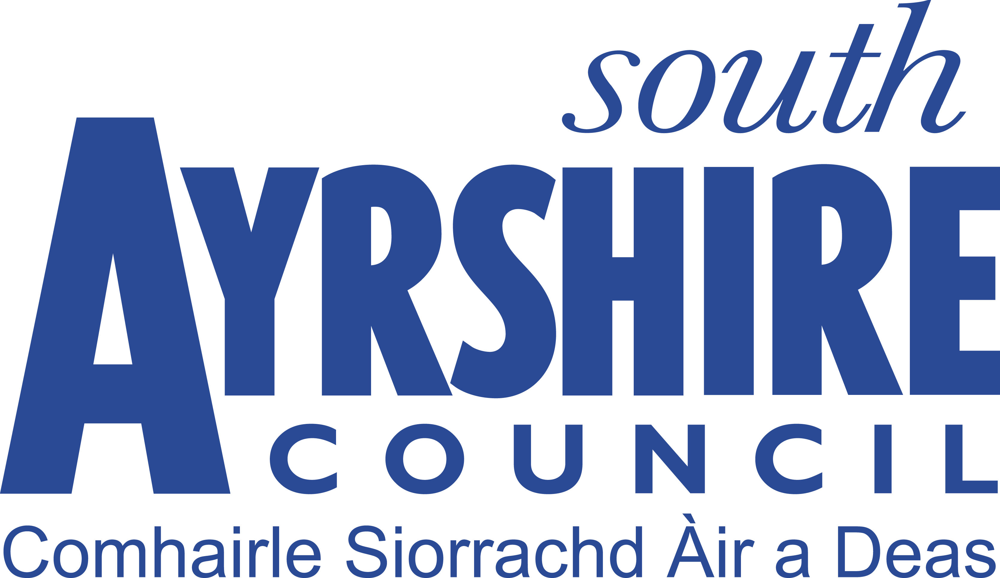 south
AYRSHIRE
COUNCIL
Comhairle Siorrachd Àir a Deas